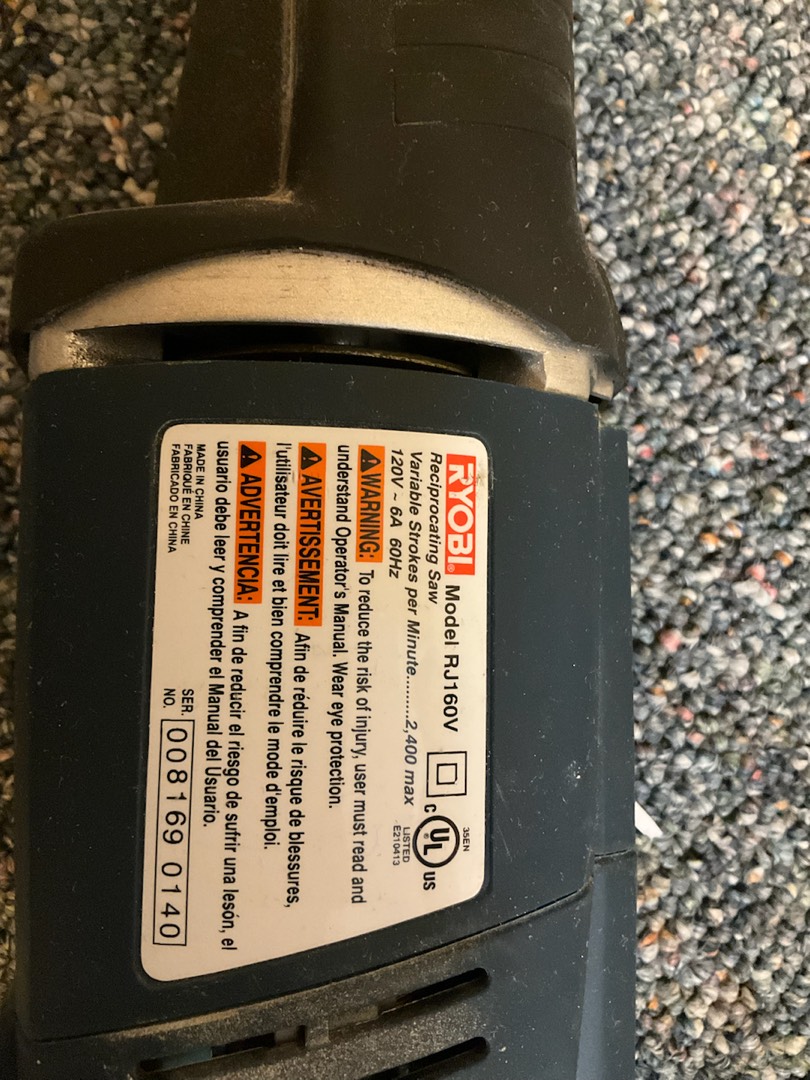 RYOBI® Model RJ160V
Reciprocating Saw
Variable Strokes per Minute..........2,400 max
120V ~ 6A 60Hz
35EN
C UL® US
LISTED
E210413
⚠WARNING: To reduce the risk of injury, user must read and
understand Operator's Manual. Wear eye protection.
⚠AVERTISSEMENT: Afin de réduire le risque de blessures,
l'utilisateur doit lire et bien comprendre le mode d'emploi.
⚠ADVERTENCIA: A fin de reducir el riesgo de sufrir una lesón, el
usuario debe leer y comprender el Manual del Usuario.
MADE IN CHINA
FABRIQUÉ EN CHINE
FABRICADO EN CHINA
SER.
NO. 008169 0140